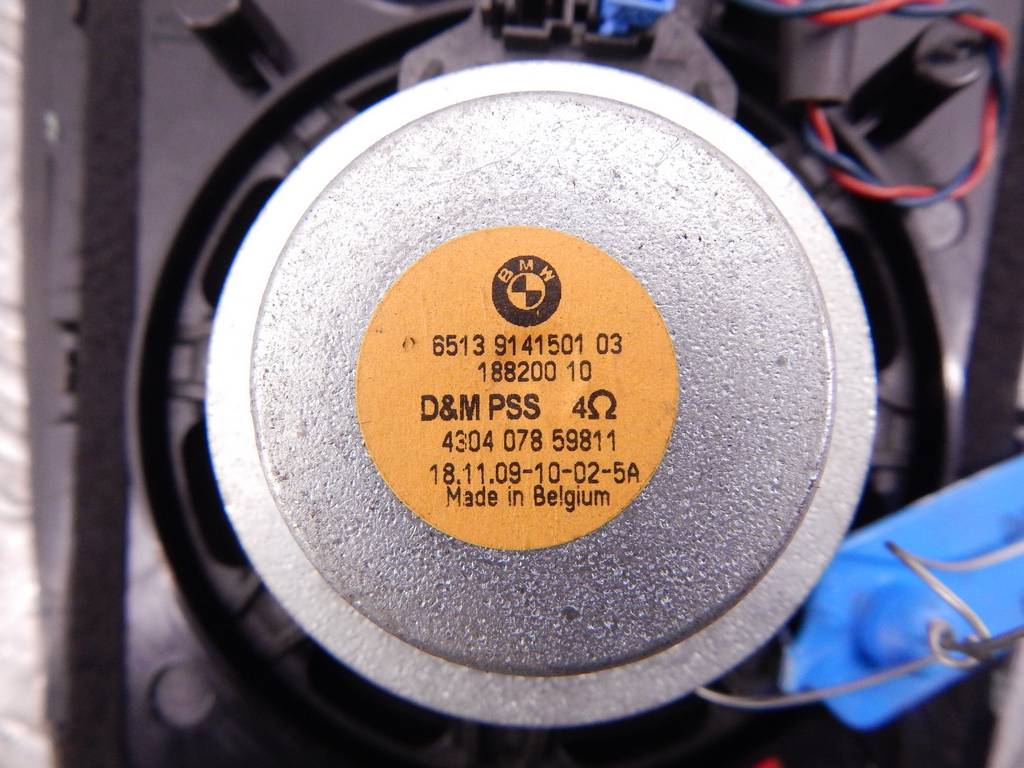 BMW
6513 9141501 03
188200 10
D&M PSS 4Ω
4304 078 59811
18.11.09-10-02-5A
Made in Belgium